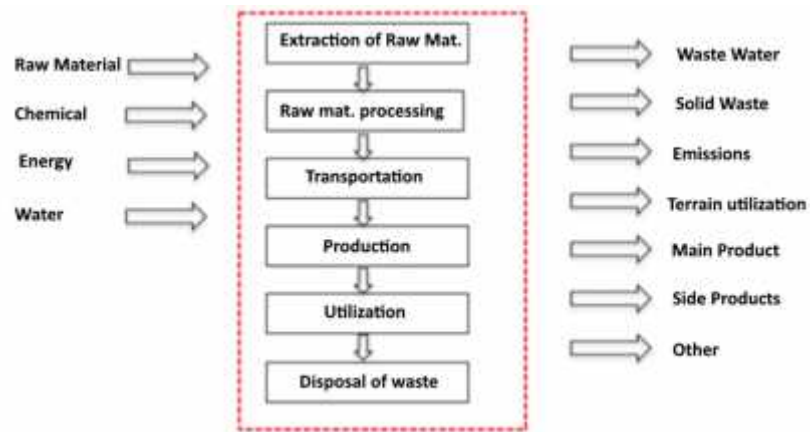 Raw Material
Chemical
Energy
Water
Extraction of Raw Mat.
Raw mat. processing
Transportation
Production
Utilization
Disposal of waste
Waste Water
Solid Waste
Emissions
Terrain utilization
Main Product
Side Products
Other